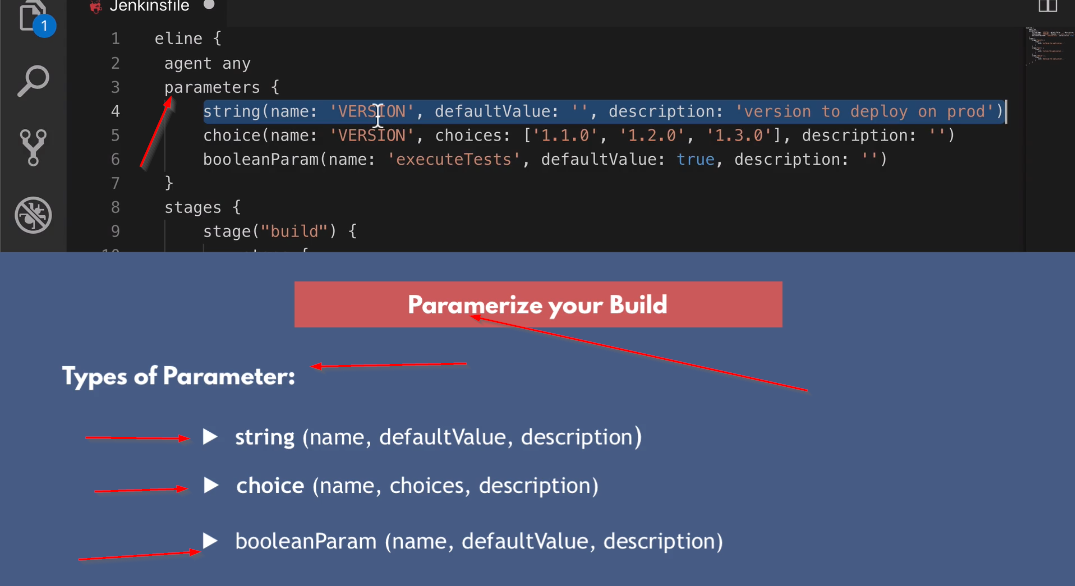 Jenkinsfile
1
1 eline {
2 agent any
3 parameters {
4 string(name: 'VERSION', defaultValue: '', description: 'version to deploy on prod')
5 choice(name: 'VERSION', choices: ['1.1.0', '1.2.0', '1.3.0'], description: '')
6 booleanParam(name: 'executeTests', defaultValue: true, description: '')
7 }
8 stages {
9 stage("build") {
Paramerize your Build
Types of Parameter:
▶ string (name, defaultValue, description)
▶ choice (name, choices, description)
▶ booleanParam (name, defaultValue, description)